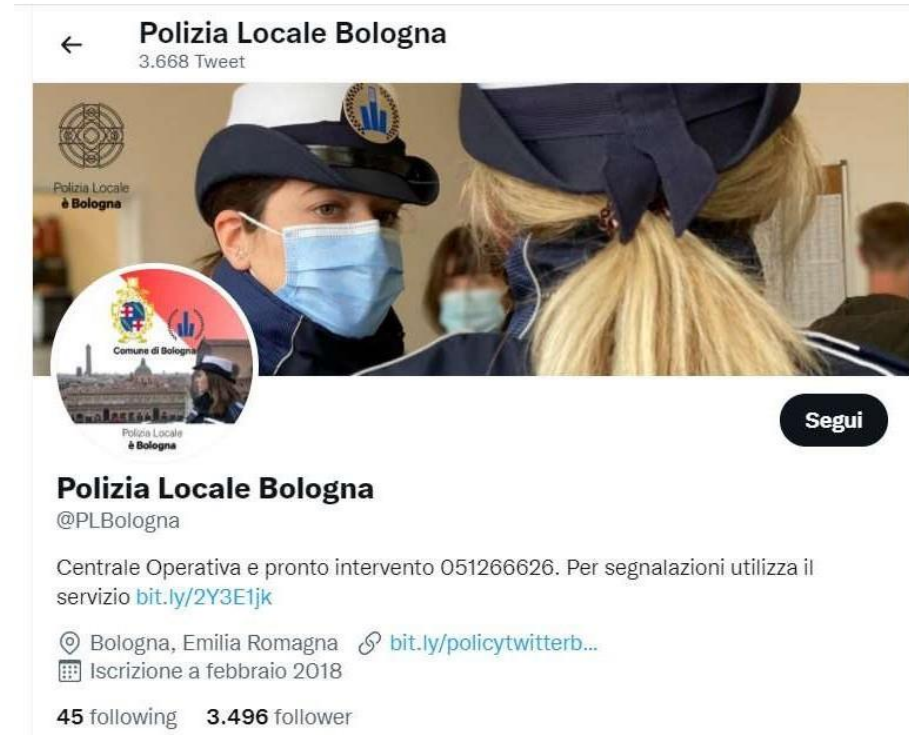 Polizia Locale Bologna
3.668 Tweet
Polizia Locale
è Bologna
Comune di Bologna
Polizia Locale
è Bologna
Segui
Polizia Locale Bologna
@PLBologna
Centrale Operativa e pronto intervento 051266626. Per segnalazioni utilizza il
servizio bit.ly/2Y3E1jk
Bologna, Emilia Romagna bit.ly/policytwitterb...
Iscrizione a febbraio 2018
45 following 3.496 follower